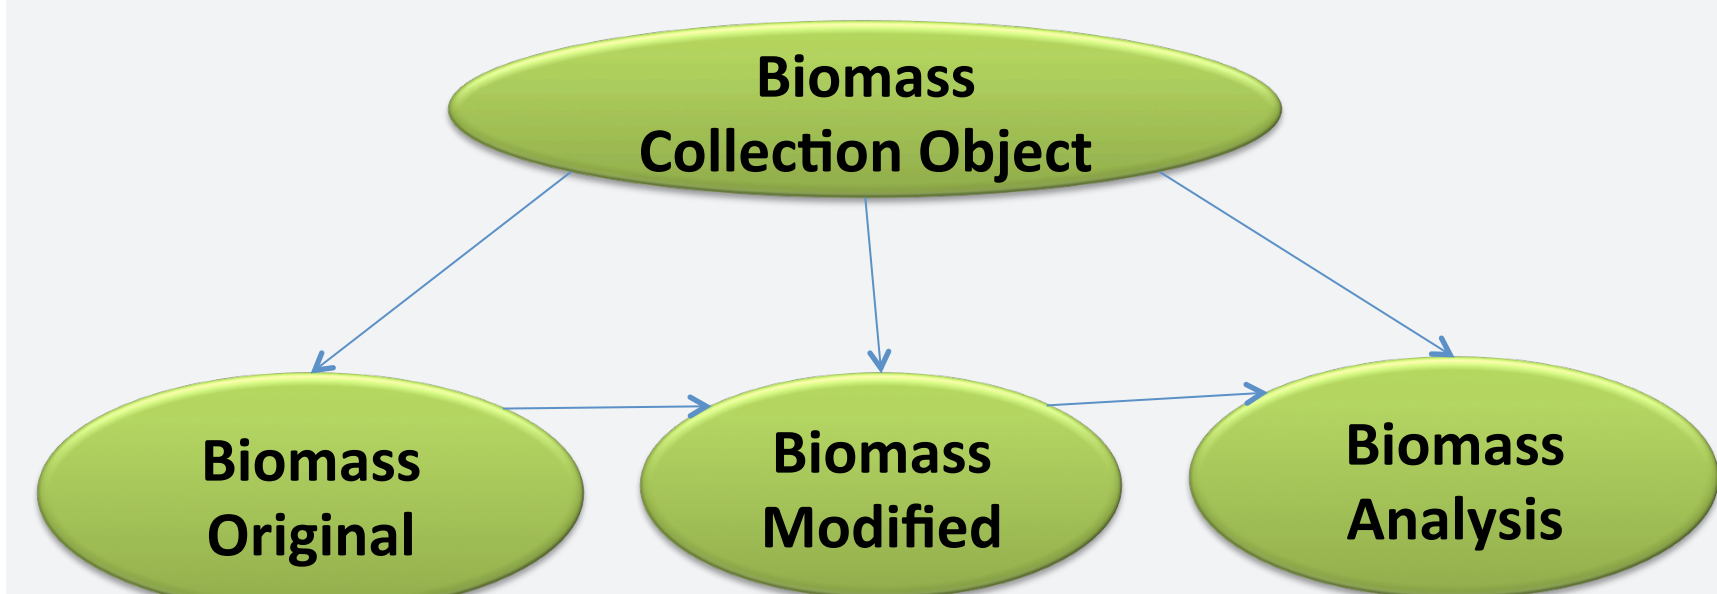 Biomass
Collection Object
Biomass
Original
Biomass
Modified
Biomass
Analysis